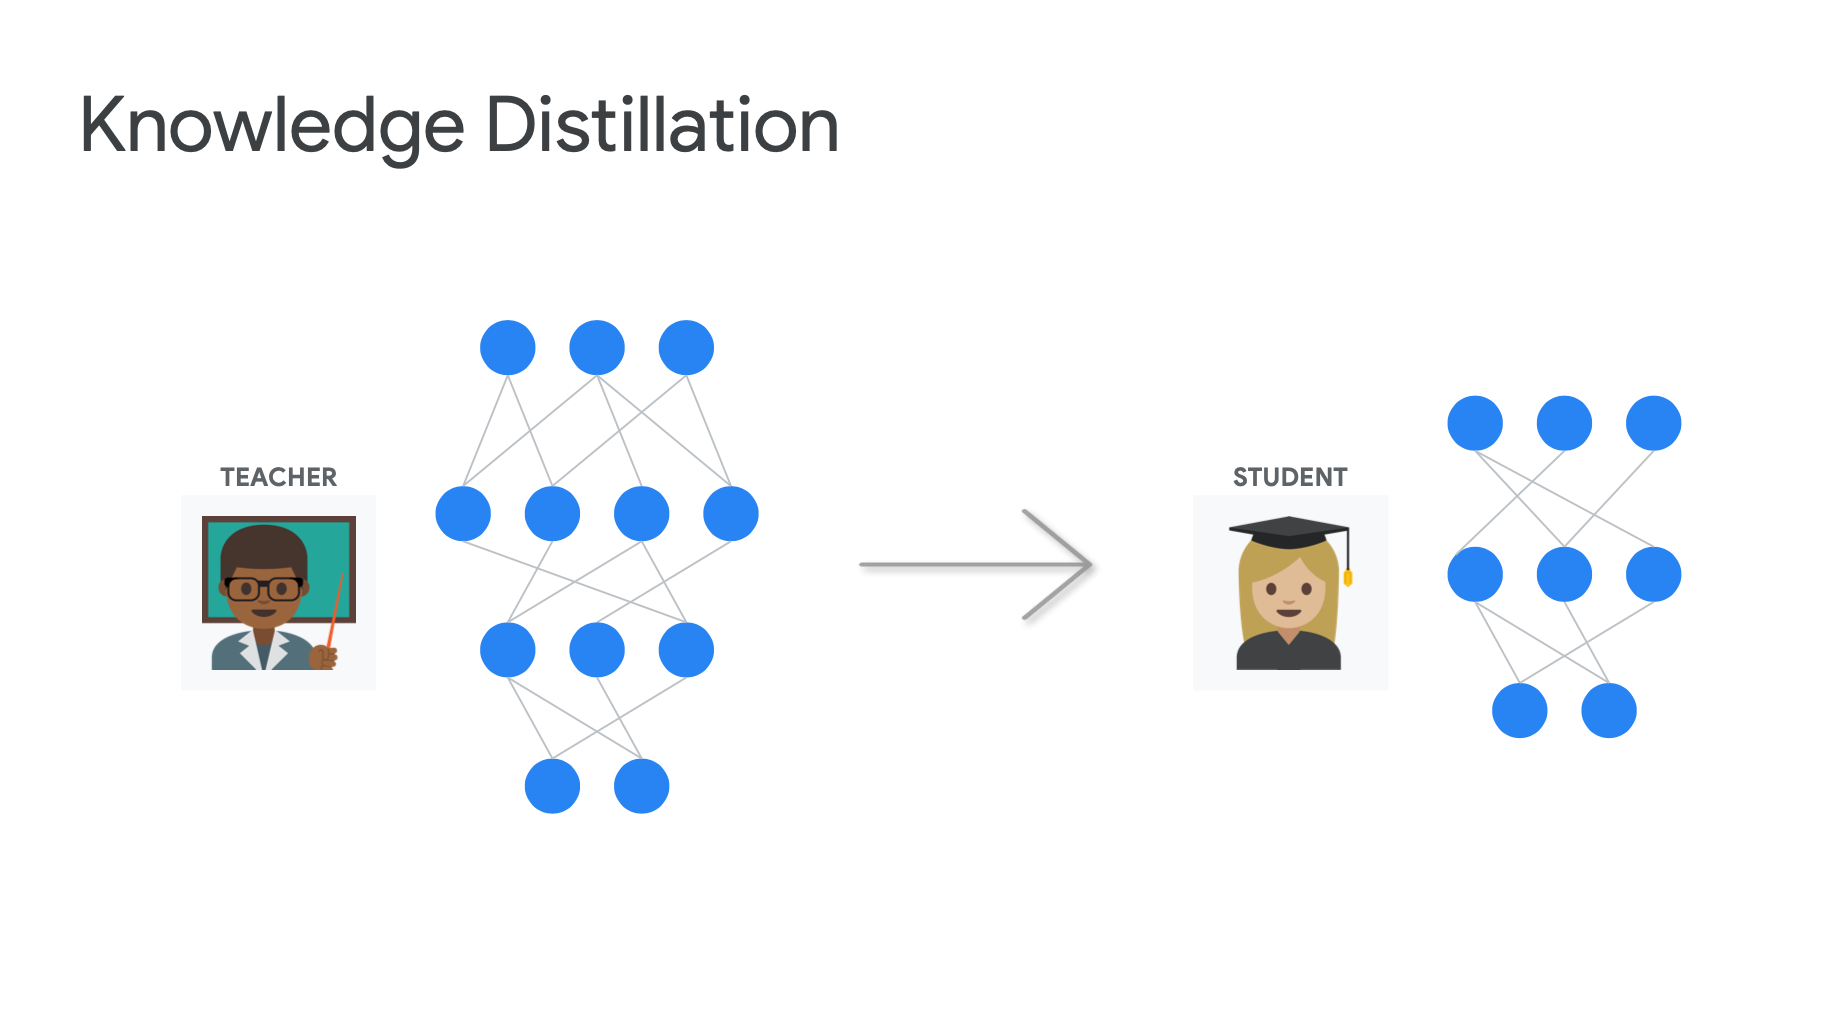 Knowledge Distillation
TEACHER
STUDENT